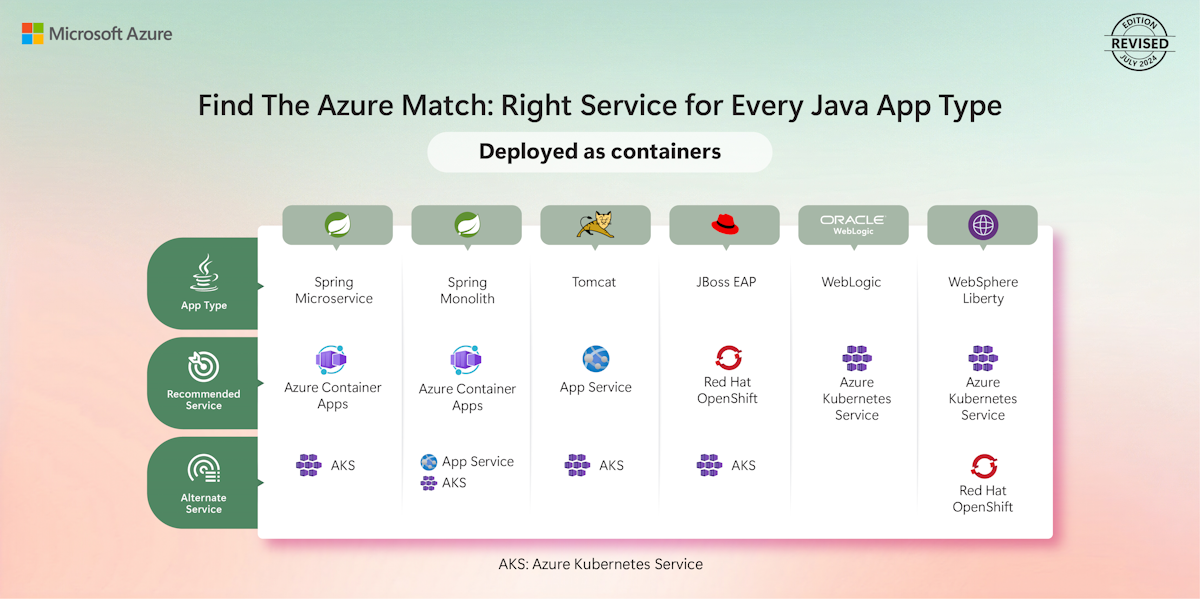 Microsoft Azure
EDITION
REVISED
JULY 2024
Find The Azure Match: Right Service for Every Java App Type
Deployed as containers
ORACLE
WebLogic
App Type
Spring
Microservice
Spring
Monolith
Tomcat
JBoss EAP
WebLogic
WebSphere
Liberty
Recommended
Service
Azure Container
Apps
Azure Container
Apps
App Service
Red Hat
OpenShift
Azure
Kubernetes
Service
Azure
Kubernetes
Service
Alternate
Service
AKS
App Service
AKS
AKS
AKS
Red Hat
OpenShift
AKS: Azure Kubernetes Service